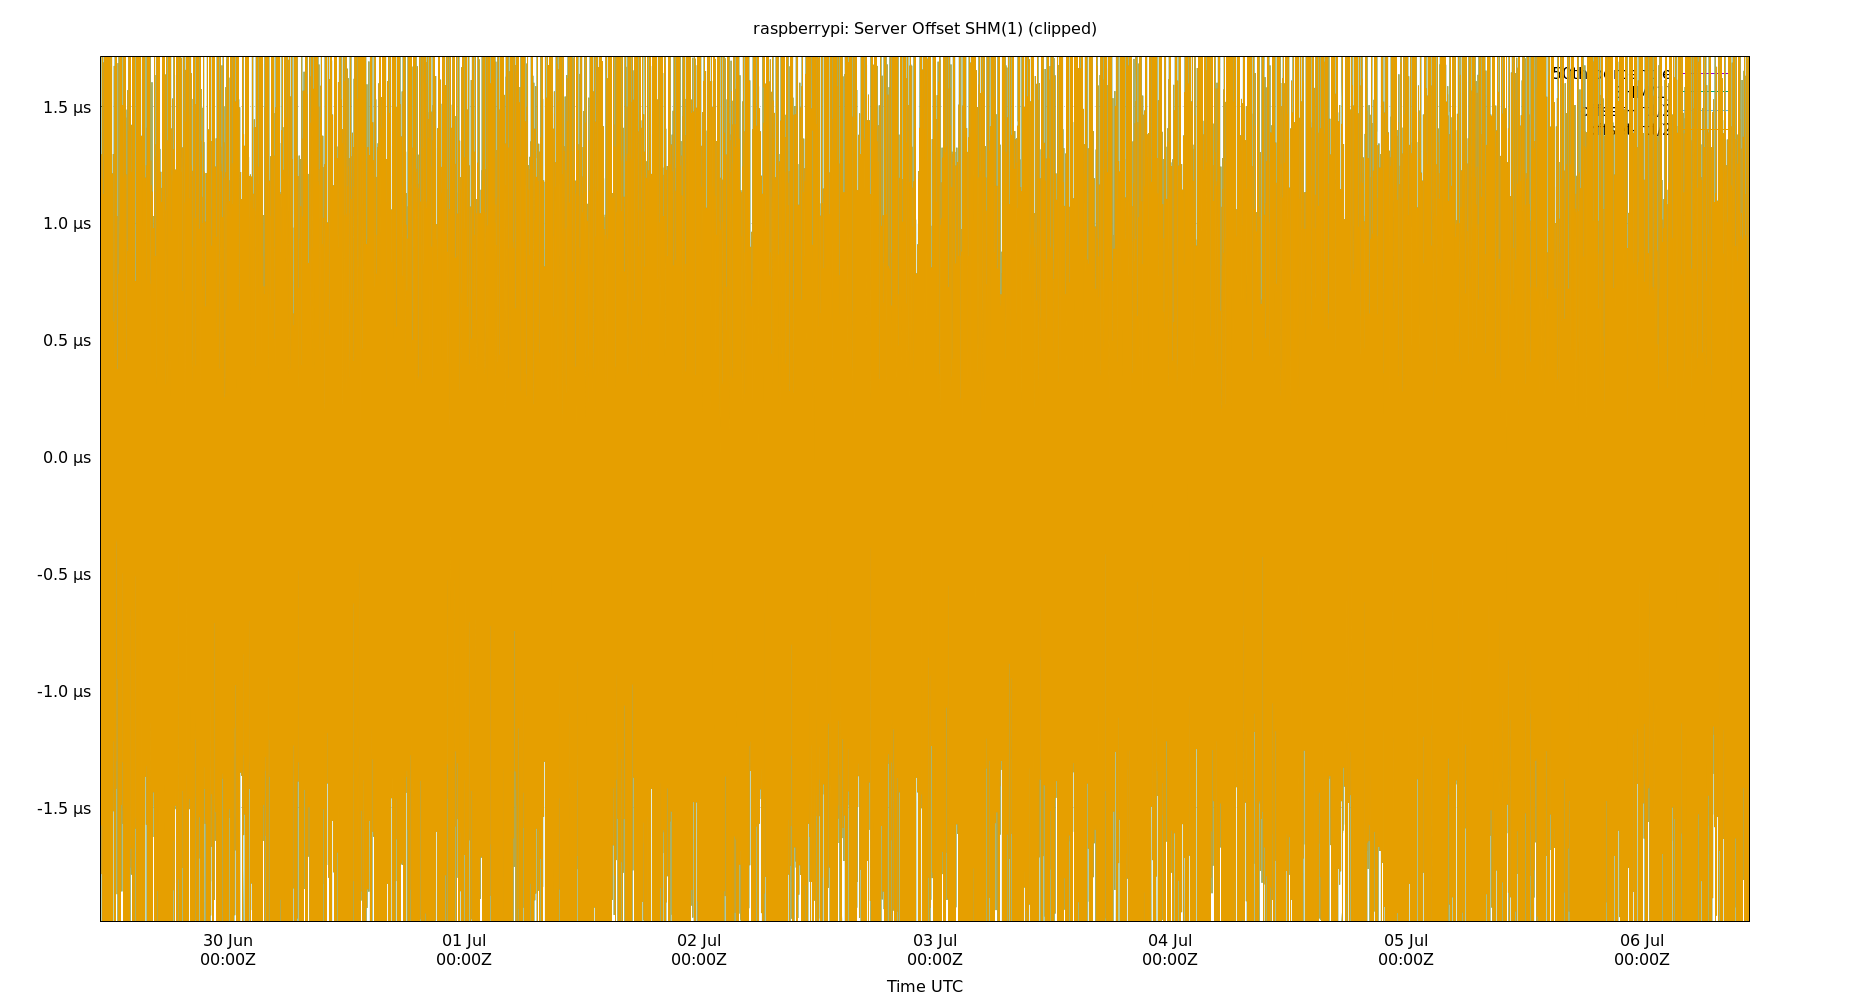 raspberrypi: Server Offset SHM(1) (clipped)
1.5 µs
1.0 µs
0.5 µs
0.0 µs
-0.5 µs
-1.0 µs
-1.5 µs
30 Jun 01 Jul 02 Jul 03 Jul 04 Jul 05 Jul 06 Jul
00:00Z 00:00Z 00:00Z 00:00Z 00:00Z 00:00Z 00:00Z
Time UTC